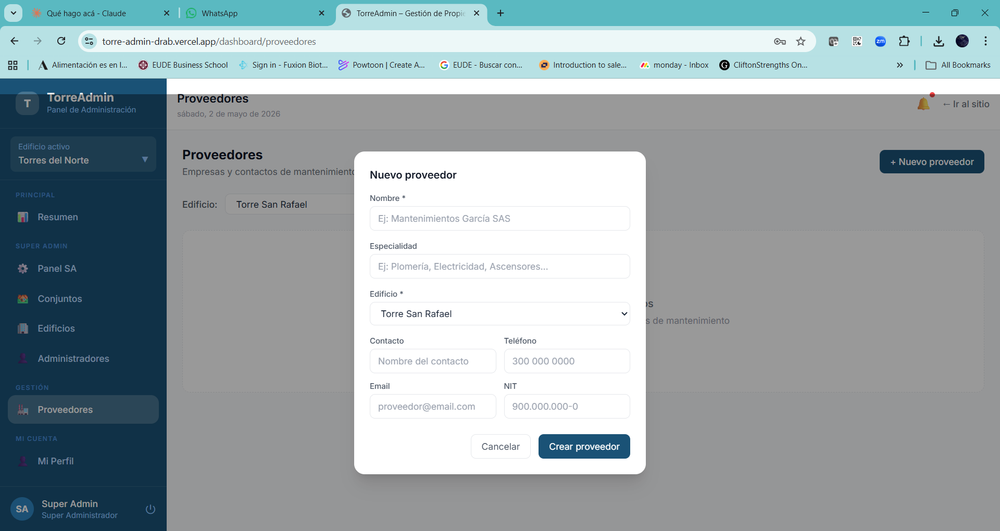 Qué hago acá - Claude
WhatsApp
TorreAdmin – Gestión de Propie
torre-admin-drab.vercel.app/dashboard/proveedores
zm
Alimentación es en l...
EUDE Business School
Sign in - Fuxion Biot...
Powtoon | Create A...
EUDE - Buscar con...
Introduction to sale...
monday - Inbox
CliftonStrengths On...
All Bookmarks
T
TorreAdmin
Panel de Administración
Edificio activo
Torres del Norte
PRINCIPAL
Resumen
SUPER ADMIN
Panel SA
Conjuntos
Edificios
Administradores
GESTIÓN
Proveedores
MI CUENTA
Mi Perfil
SA
Super Admin
Super Administrador
Proveedores
sábado, 2 de mayo de 2026
← Ir al sitio
Proveedores
Empresas y contactos de mantenimiento
+ Nuevo proveedor
Edificio:
Torre San Rafael
os
s de mantenimiento
Nuevo proveedor
Nombre *
Ej: Mantenimientos García SAS
Especialidad
Ej: Plomería, Electricidad, Ascensores...
Edificio *
Torre San Rafael
Contacto
Teléfono
Nombre del contacto
300 000 0000
Email
NIT
proveedor@email.com
900.000.000-0
Cancelar
Crear proveedor